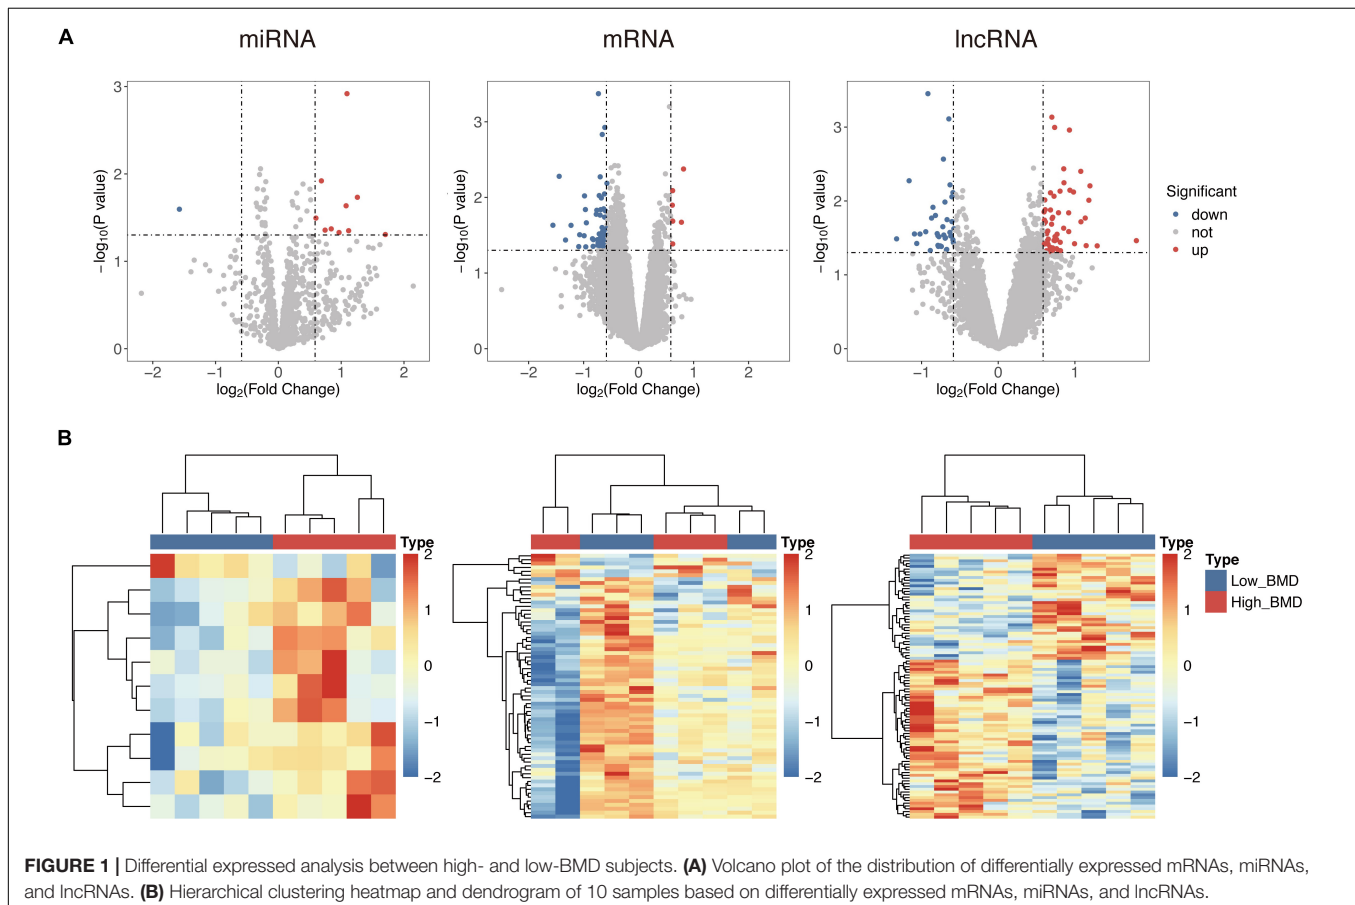 A
miRNA
mRNA
lncRNA
3
2
1
0
−log10(P value)
−2
−1
0
1
2
log2(Fold Change)
3
2
1
0
−log10(P value)
−2
0
2
log2(Fold Change)
3
2
1
0
−log10(P value)
−1
0
1
log2(Fold Change)
Significant
down
not
up
B
Type
2
1
0
−1
−2
Type
2
1
0
−1
−2
Type
2
1
0
−1
−2
Type
Low_BMD
High_BMD
FIGURE 1 | Differential expressed analysis between high- and low-BMD subjects. (A) Volcano plot of the distribution of differentially expressed mRNAs, miRNAs,
and lncRNAs. (B) Hierarchical clustering heatmap and dendrogram of 10 samples based on differentially expressed mRNAs, miRNAs, and lncRNAs.